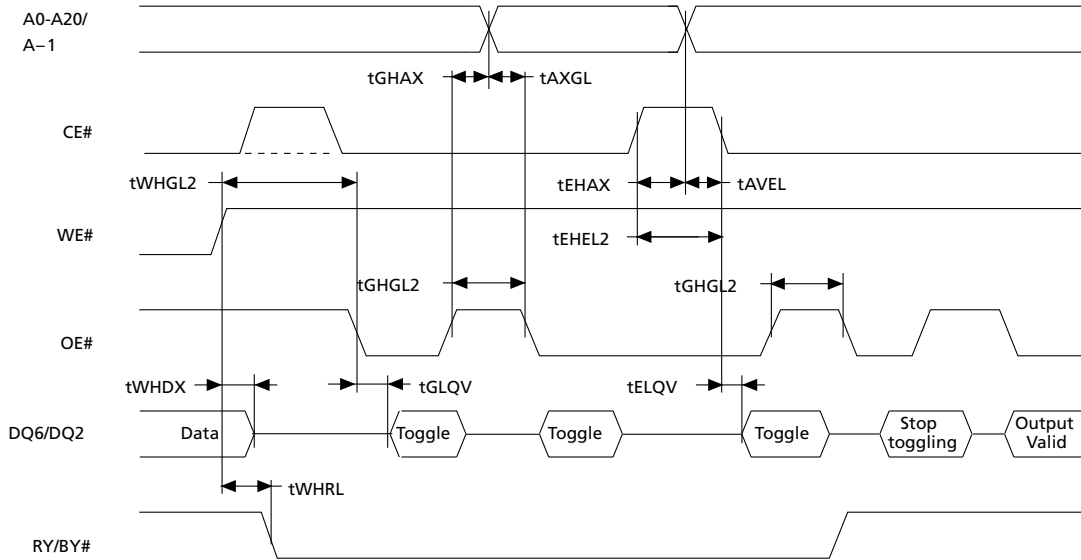 A0-A20/
A–1
tGHAX
tAXGL
CE#
tWHGL2
tEHAX
tAVEL
WE#
tEHEL2
tGHGL2
tGHGL2
OE#
tWHDX
tGLQV
tELQV
DQ6/DQ2
Data
Toggle
Toggle
Toggle
Stop
toggling
Output
Valid
tWHRL
RY/BY#